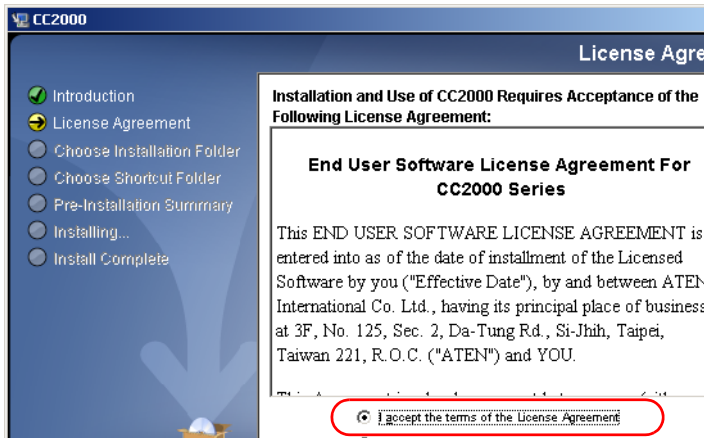 CC2000
License Agre
Introduction
License Agreement
Choose Installation Folder
Choose Shortcut Folder
Pre-Installation Summary
Installing...
Install Complete
Installation and Use of CC2000 Requires Acceptance of the
Following License Agreement:
End User Software License Agreement For
CC2000 Series
This END USER SOFTWARE LICENSE AGREEMENT is
entered into as of the date of installment of the Licensed
Software by you ("Effective Date"), by and between ATEN
International Co. Ltd., having its principal place of business
at 3F, No. 125, Sec. 2, Da-Tung Rd., Si-Jhih, Taipei,
Taiwan 221, R.O.C. ("ATEN") and YOU.
I accept the terms of the License Agreement